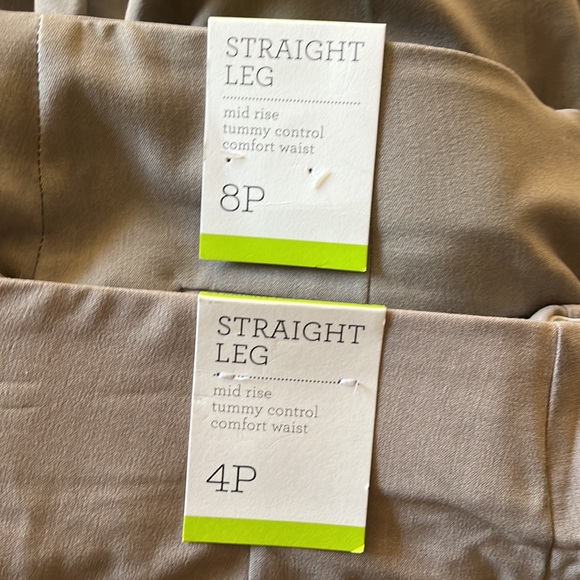 STRAIGHT
LEG
mid rise
tummy control
comfort waist
8P
STRAIGHT
LEG
mid rise
tummy control
comfort waist
4P